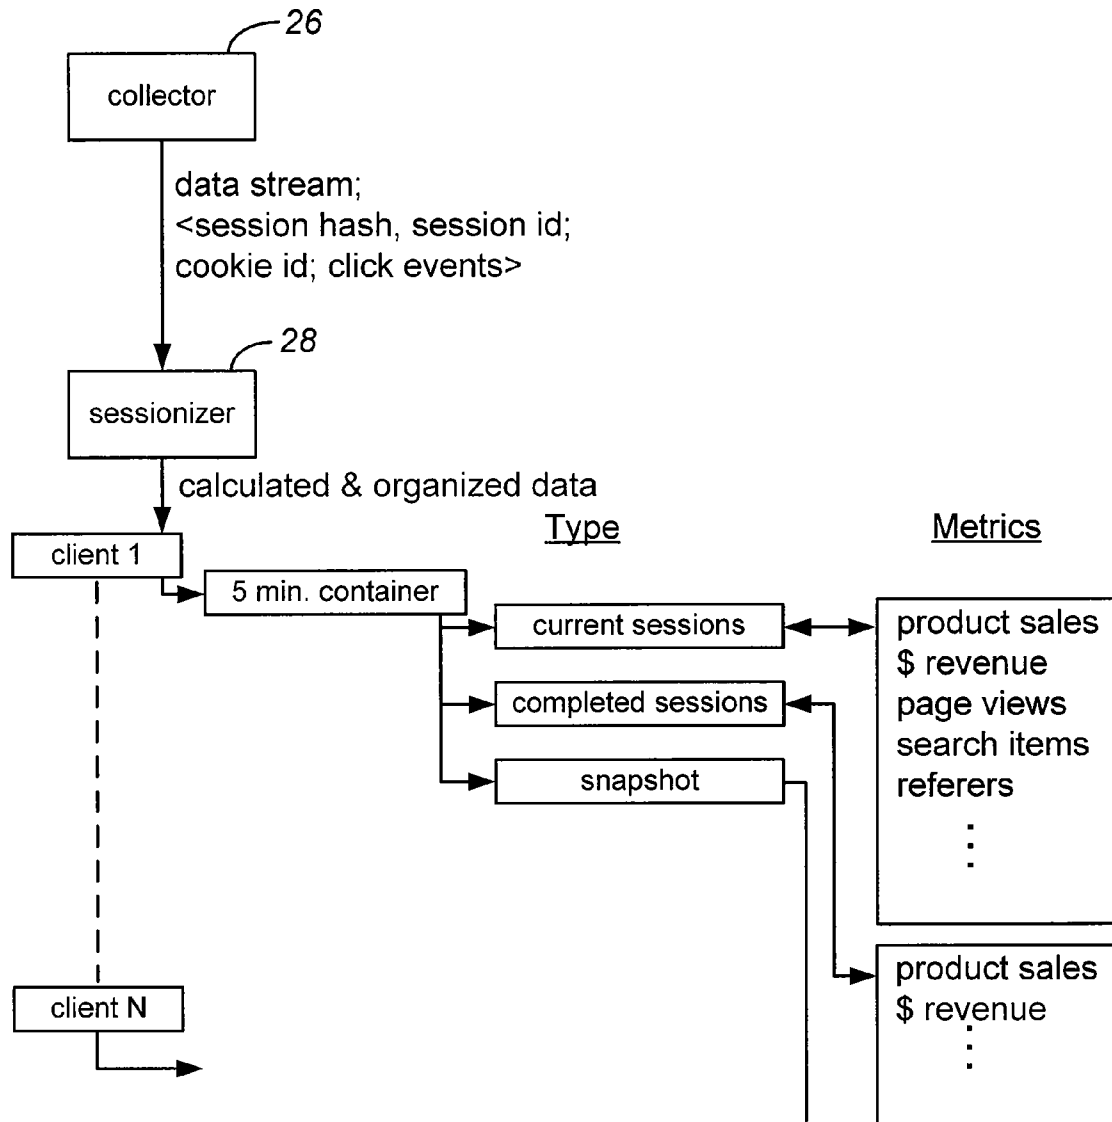 26
collector
data stream;
<session hash, session id;
cookie id; click events>
28
sessionizer
calculated & organized data
Type
Metrics
client 1
5 min. container
current sessions
completed sessions
snapshot
product sales
$ revenue
page views
search items
referers
client N
product sales
$ revenue